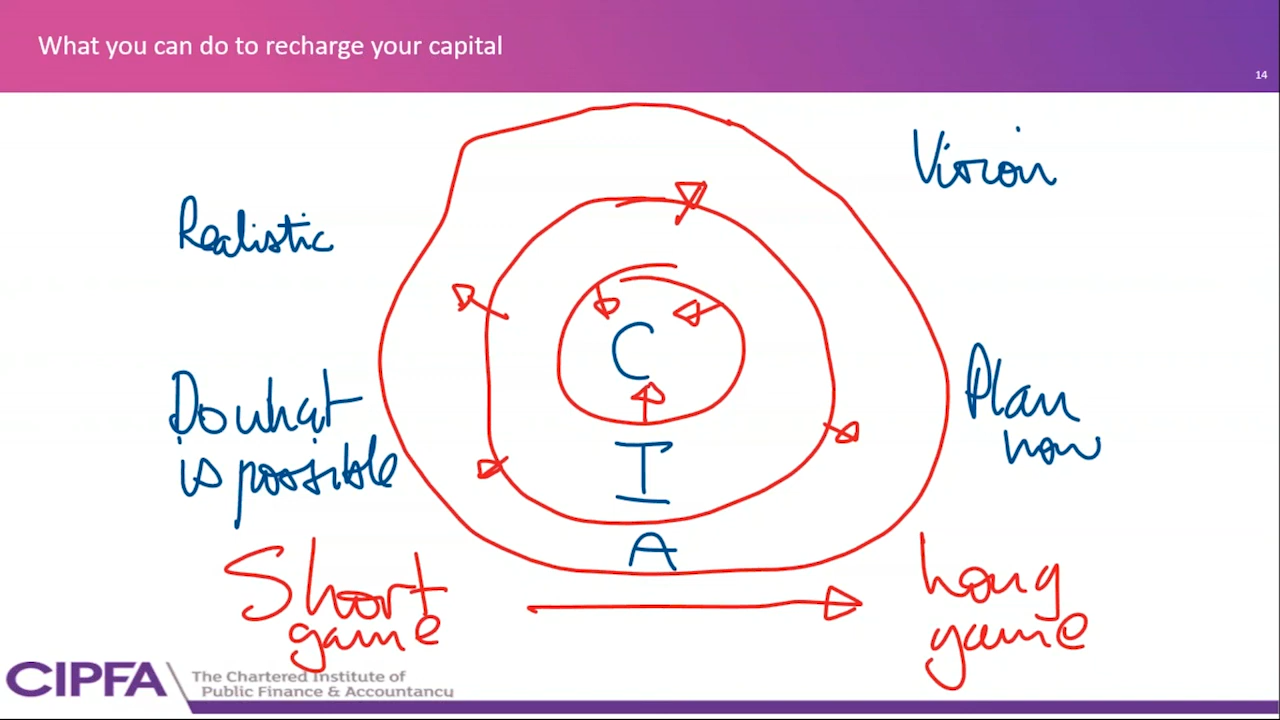 What you can do to recharge your capital
14
Vision
Realistic
C
Do what
is possible
Plan
now
I
A
Short
game
Long
game
CIPFA
The Chartered Institute of
Public Finance & Accountancy